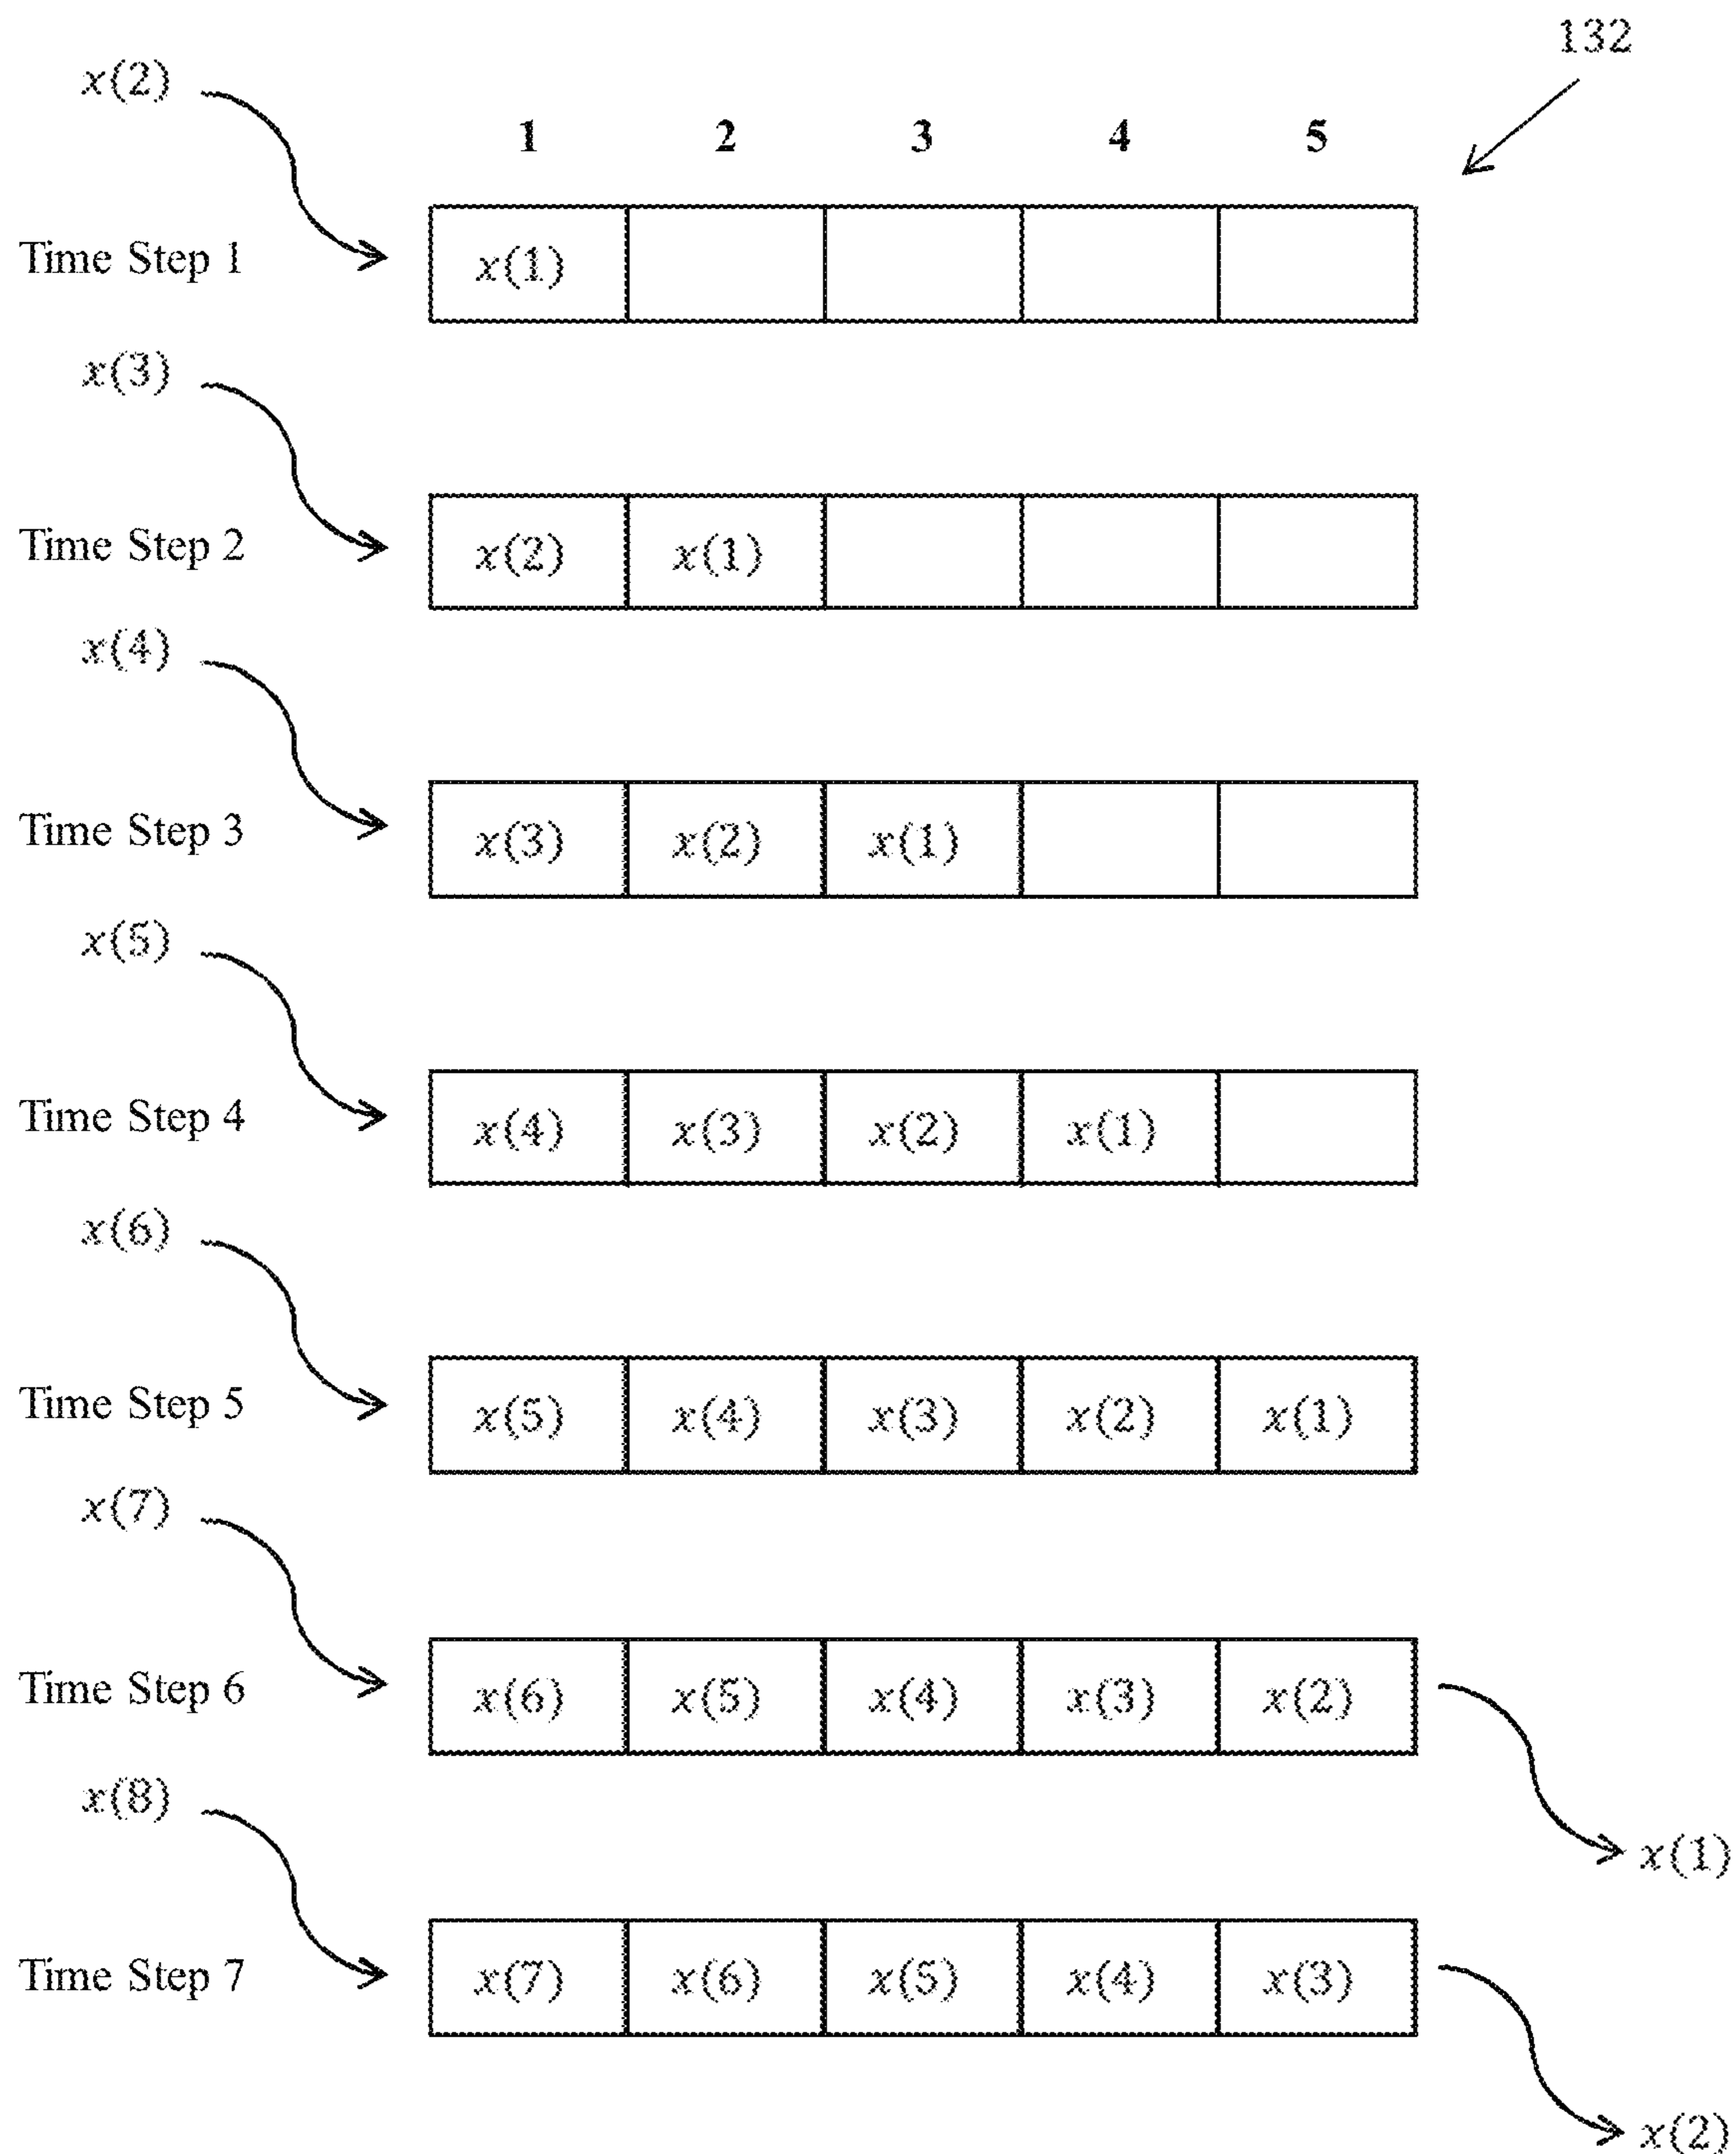 132
x(2)
1 2 3 4 5
Time Step 1 x(1)
x(3)
Time Step 2 x(2) x(1)
x(4)
Time Step 3 x(3) x(2) x(1)
x(5)
Time Step 4 x(4) x(3) x(2) x(1)
x(6)
Time Step 5 x(5) x(4) x(3) x(2) x(1)
x(7)
Time Step 6 x(6) x(5) x(4) x(3) x(2)
x(8)
x(1)
Time Step 7 x(7) x(6) x(5) x(4) x(3)
x(2)